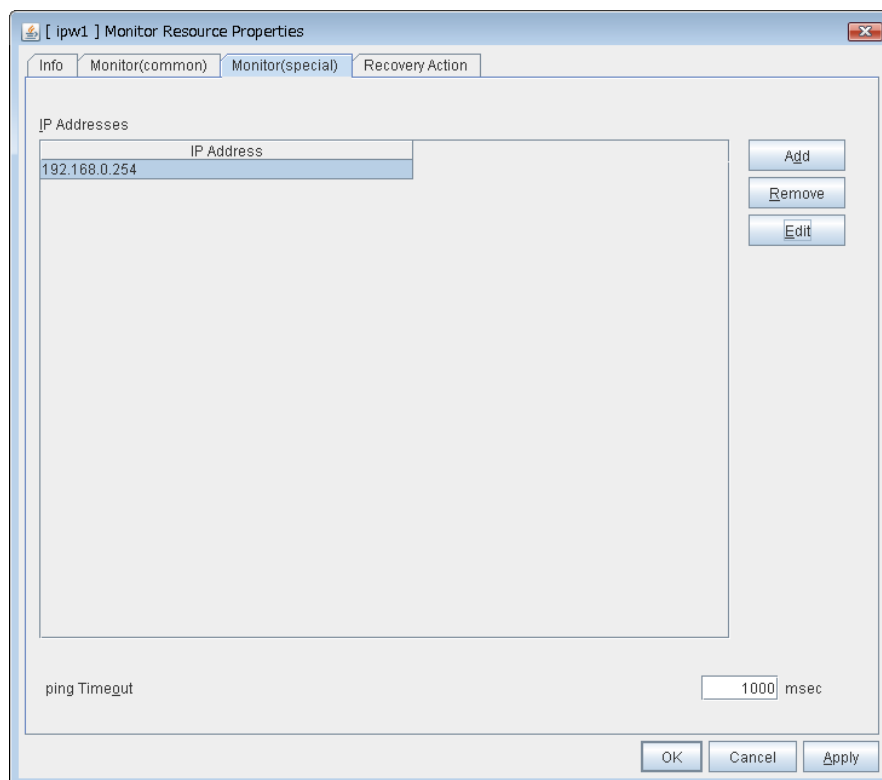 [ ipw1 ] Monitor Resource Properties
Info Monitor(common) Monitor(special) Recovery Action
IP Addresses
IP Address
192.168.0.254
Add
Remove
Edit
ping Timeout 1000 msec
OK Cancel Apply